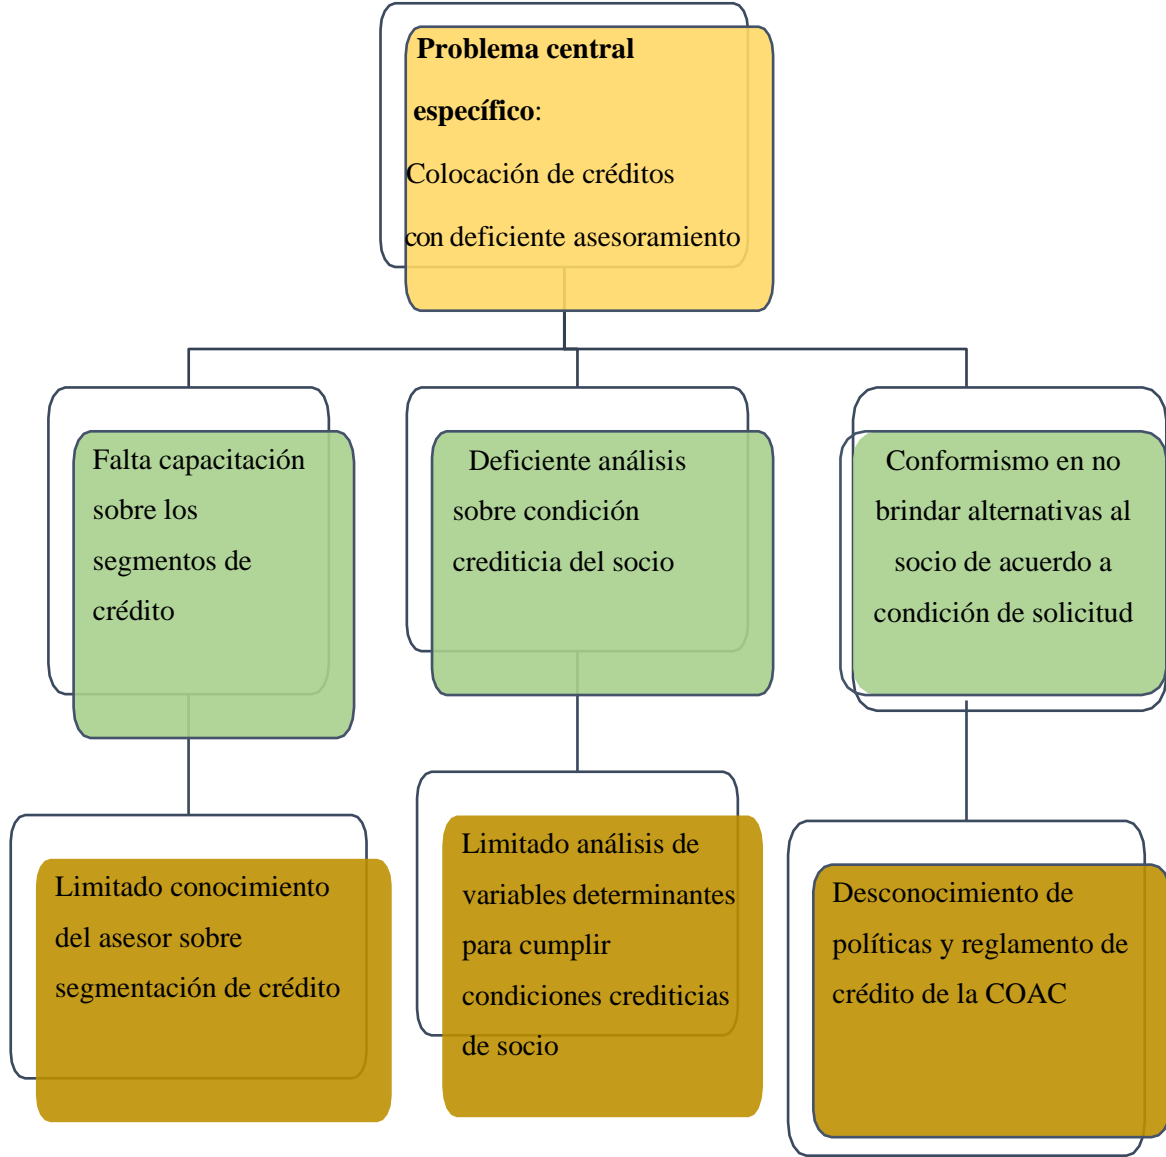 Problema central
específico:
Colocación de créditos
con deficiente asesoramiento
Falta capacitación
sobre los
segmentos de
crédito
Deficiente análisis
sobre condición
crediticia del socio
Conformismo en no
brindar alternativas al
socio de acuerdo a
condición de solicitud
Limitado conocimiento
del asesor sobre
segmentación de crédito
Limitado análisis de
variables determinantes
para cumplir
condiciones crediticias
de socio
Desconocimiento de
políticas y reglamento de
crédito de la COAC